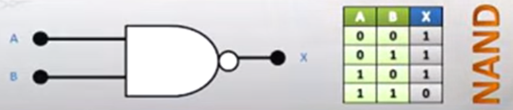 A
B
X
A B X
0 0 1
0 1 1
1 0 1
1 1 0
NAND